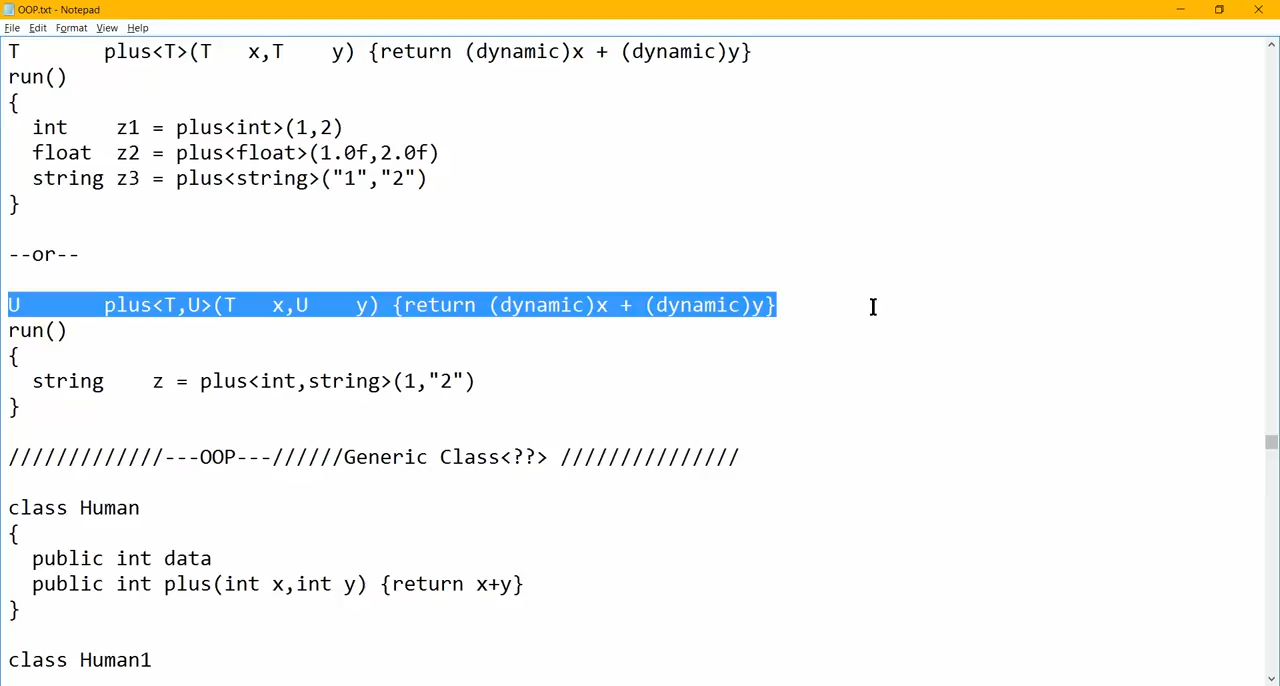 OOP.txt - Notepad
File Edit Format View Help
T       plus<T>(T   x,T    y) {return (dynamic)x + (dynamic)y}
run()
{
  int    z1 = plus<int>(1,2)
  float  z2 = plus<float>(1.0f,2.0f)
  string z3 = plus<string>("1","2")
}
--or--
U       plus<T,U>(T   x,U    y) {return (dynamic)x + (dynamic)y}
run()
{
  string    z = plus<int,string>(1,"2")
}
/////////////---OOP---//////Generic Class<??> ///////////////
class Human
{
  public int data
  public int plus(int x,int y) {return x+y}
}
class Human1